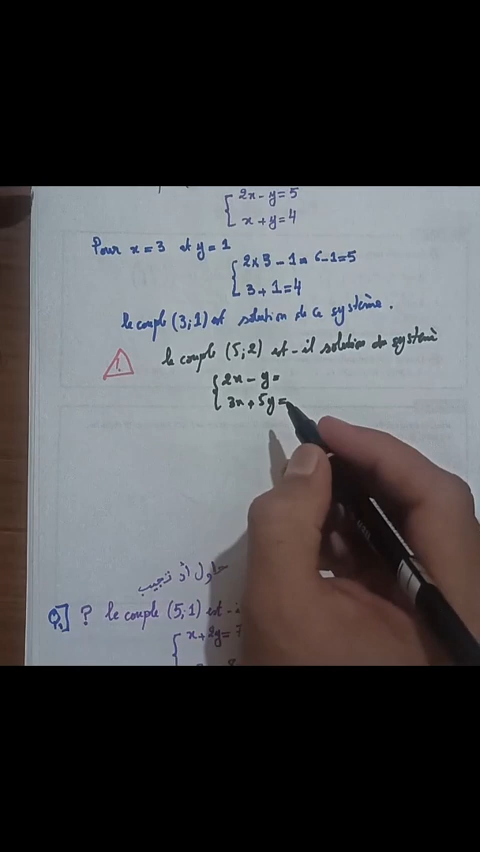 2x - y = 5
x + y = 4
Pour x = 3 et y = 1
2x3 - 1 = 6-1=5
3 + 1 = 4
le couple (3;1) est solution de ce système.
le couple (5;2) est-il solution du système
2x - y =
3x + 5y =
حاول أن تجيب
Q1] ? le couple (5;1) est-i
x + 2y = 7